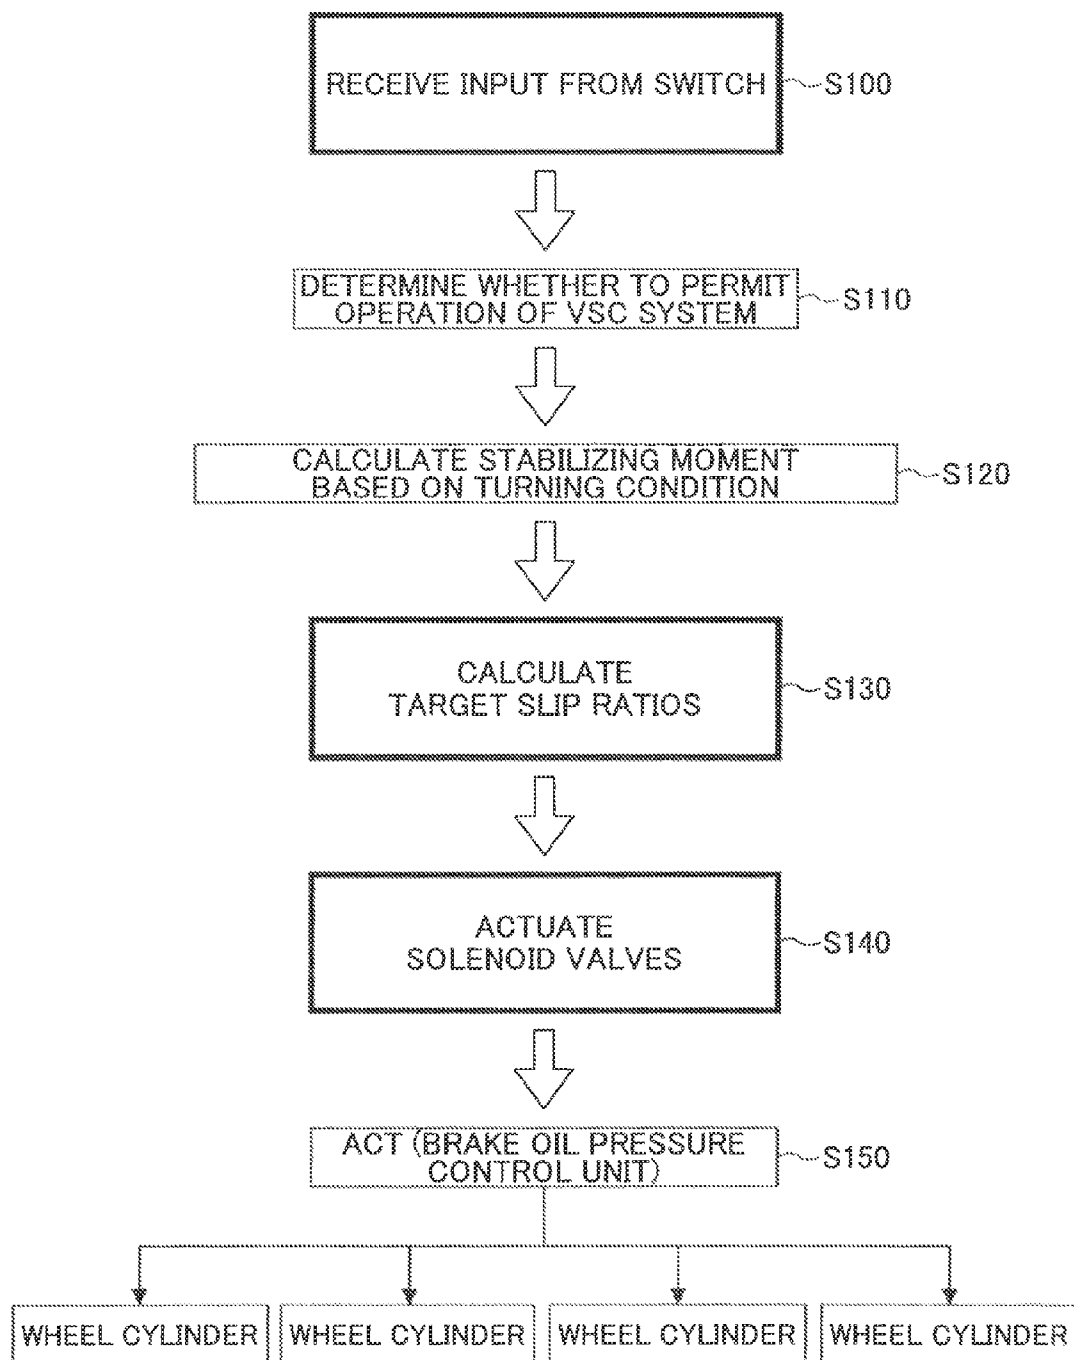 RECEIVE INPUT FROM SWITCH
S100
DETERMINE WHETHER TO PERMIT
OPERATION OF VSC SYSTEM
S110
CALCULATE STABILIZING MOMENT
BASED ON TURNING CONDITION
S120
CALCULATE
TARGET SLIP RATIOS
S130
ACTUATE
SOLENOID VALVES
S140
ACT (BRAKE OIL PRESSURE
CONTROL UNIT)
S150
WHEEL CYLINDER
WHEEL CYLINDER
WHEEL CYLINDER
WHEEL CYLINDER